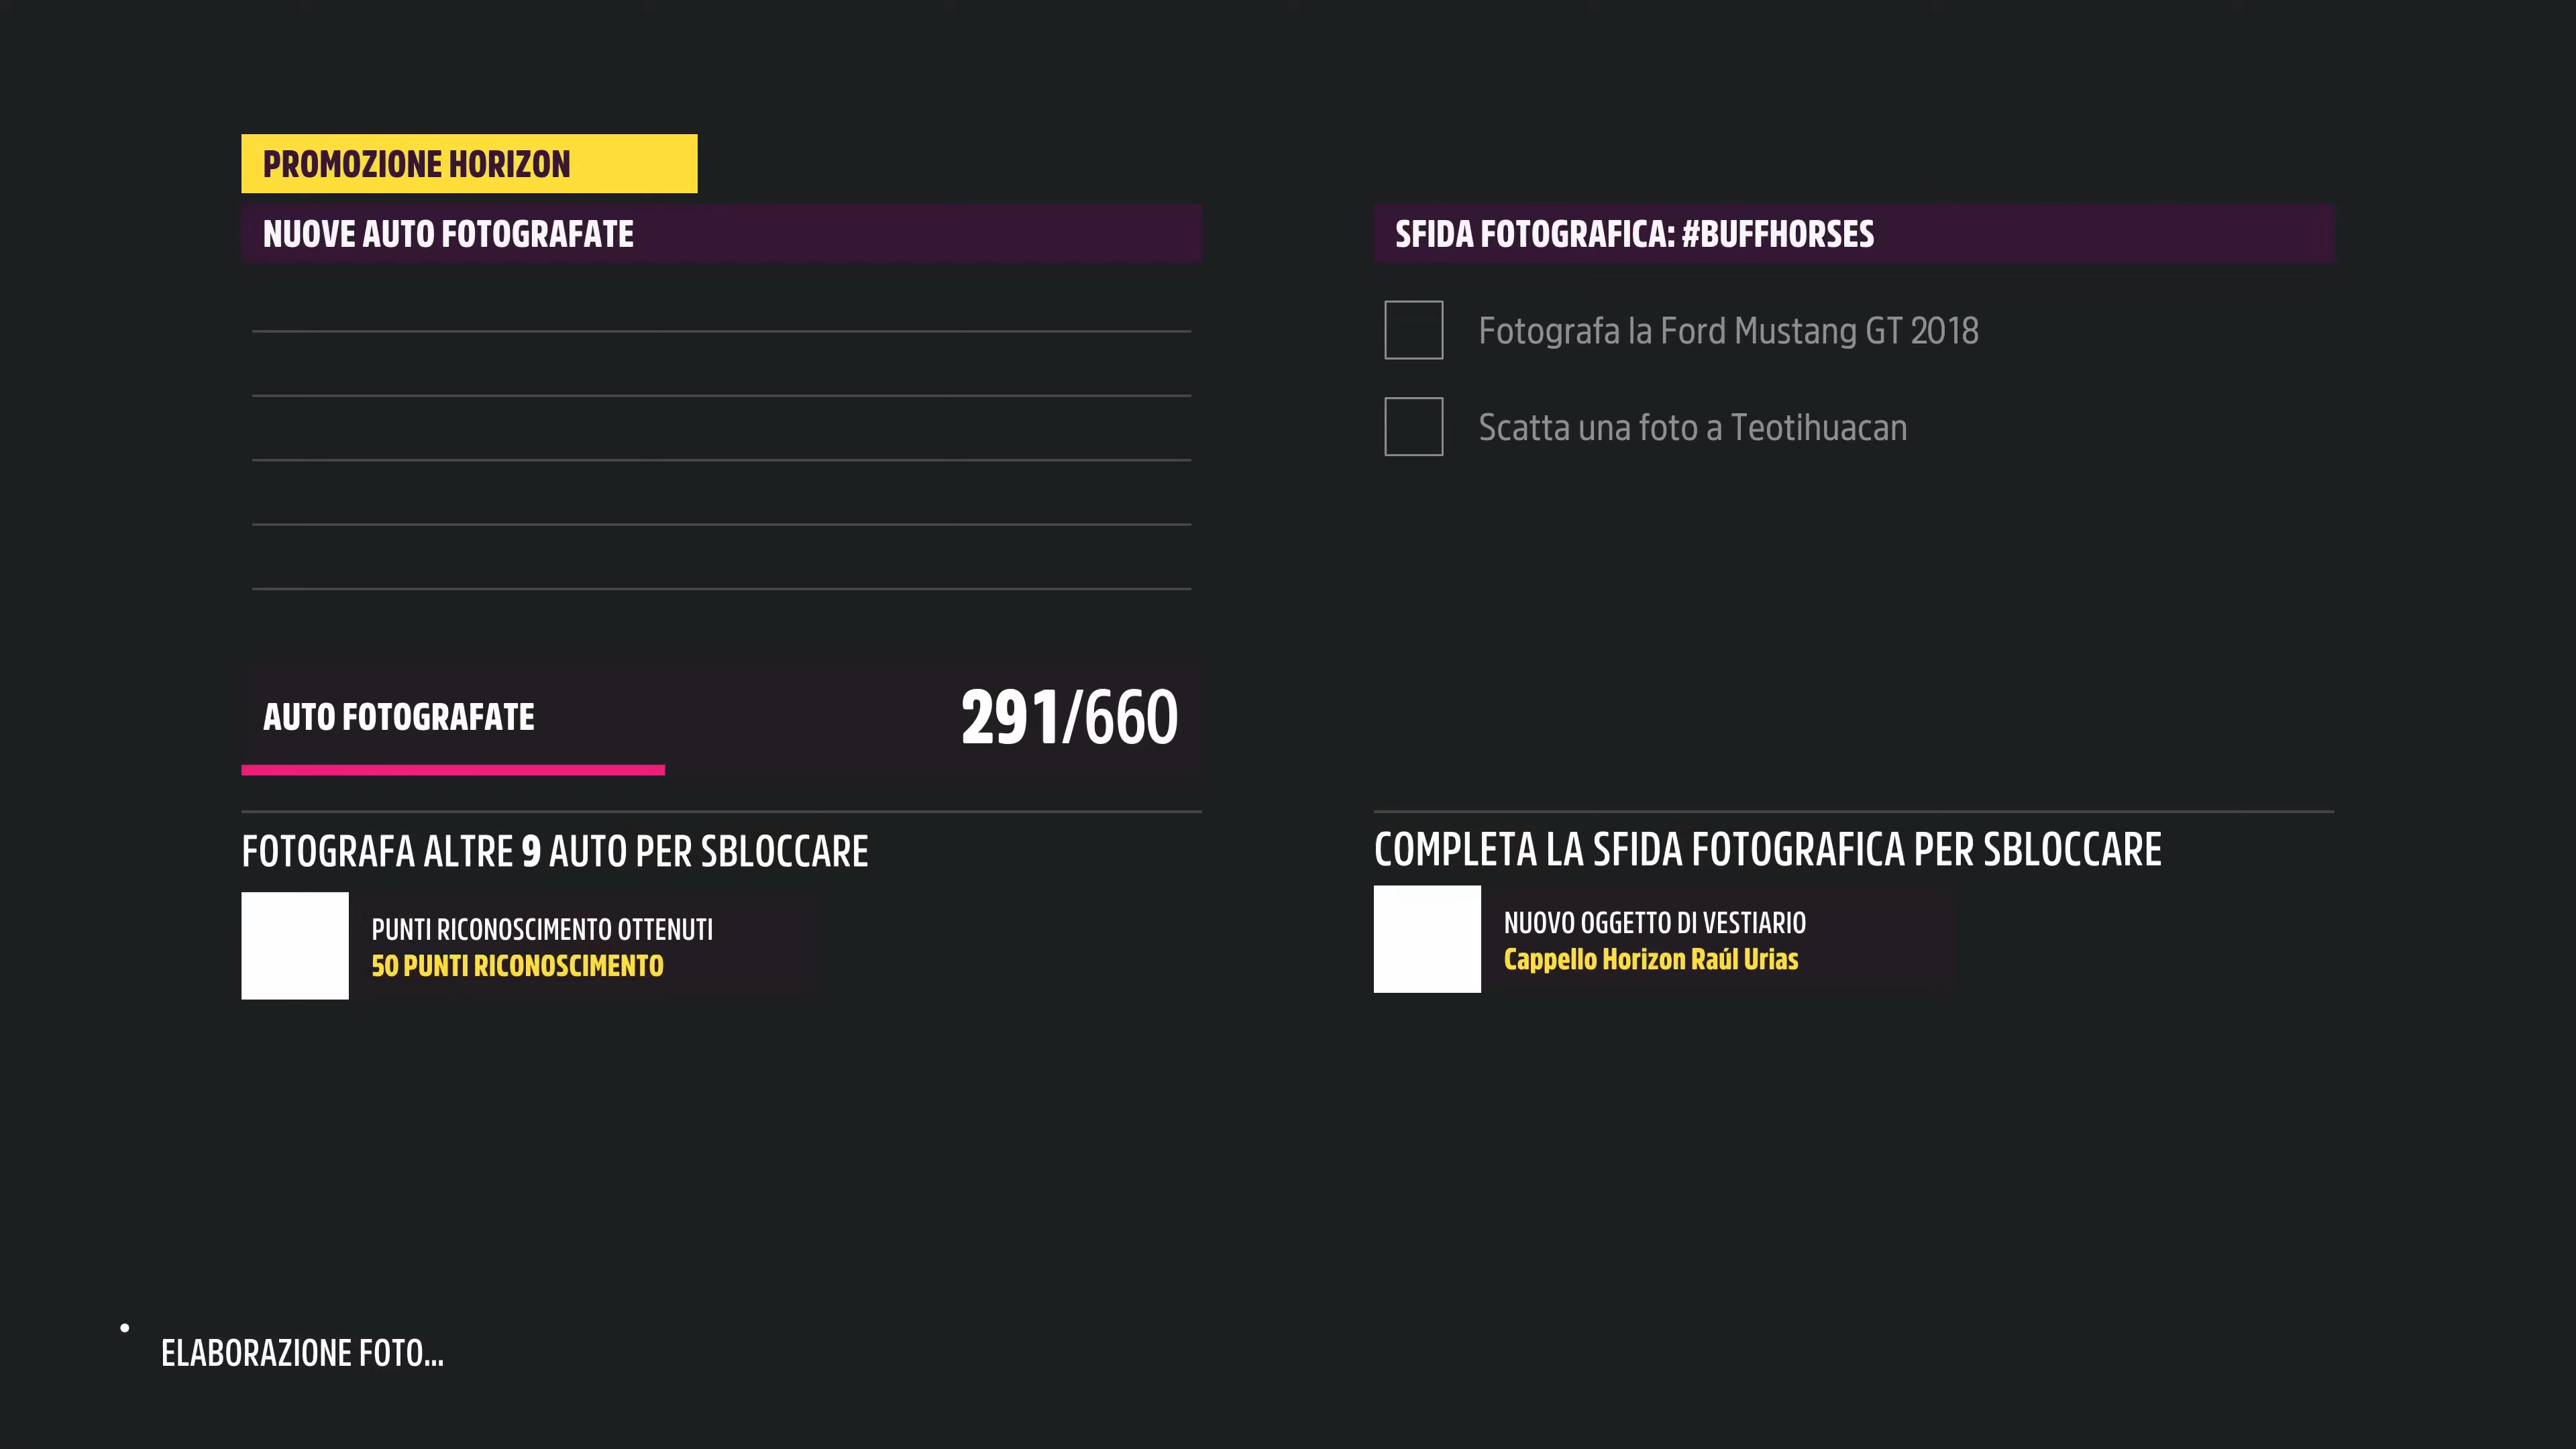 PROMOZIONE HORIZON
NUOVE AUTO FOTOGRAFATE
AUTO FOTOGRAFATE
291/660
FOTOGRAFA ALTRE 9 AUTO PER SBLOCCARE
PUNTI RICONOSCIMENTO OTTENUTI
50 PUNTI RICONOSCIMENTO
SFIDA FOTOGRAFICA: #BUFFHORSES
Fotografa la Ford Mustang GT 2018
Scatta una foto a Teotihuacan
COMPLETA LA SFIDA FOTOGRAFICA PER SBLOCCARE
NUOVO OGGETTO DI VESTIARIO
Cappello Horizon Raúl Urias
ELABORAZIONE FOTO...